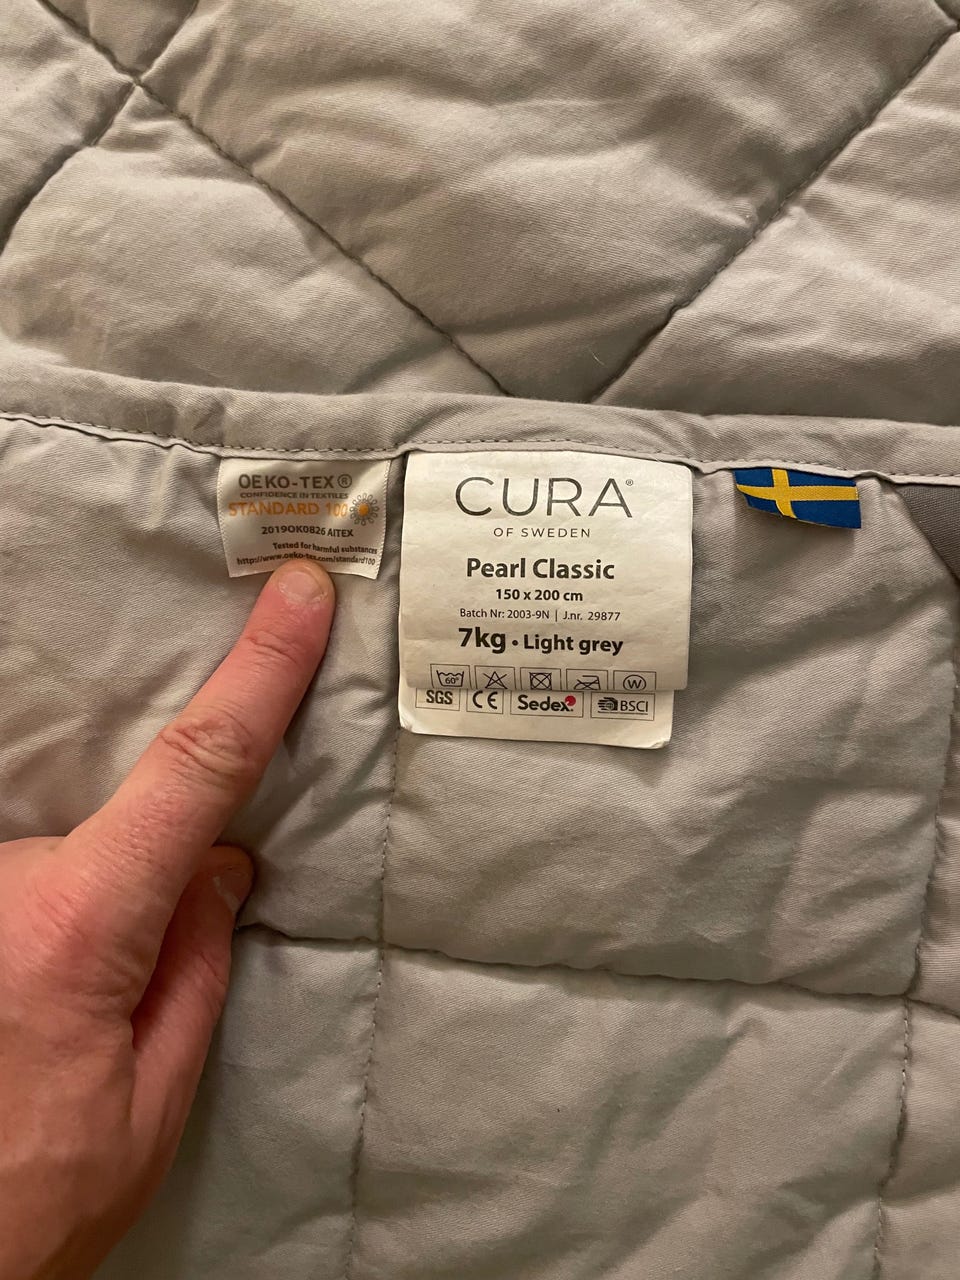 OEKO-TEX®
CONFIDENCE IN TEXTILES
STANDARD 100
2019OK0826 AITEX
Tested for harmful substances
http://www.oeko-tex.com/standard100
CURA®
OF SWEDEN
Pearl Classic
150 x 200 cm
Batch Nr: 2003-9N | J.nr. 29877
7kg • Light grey
60°
W
SGS
CE
Sedex
BSCI